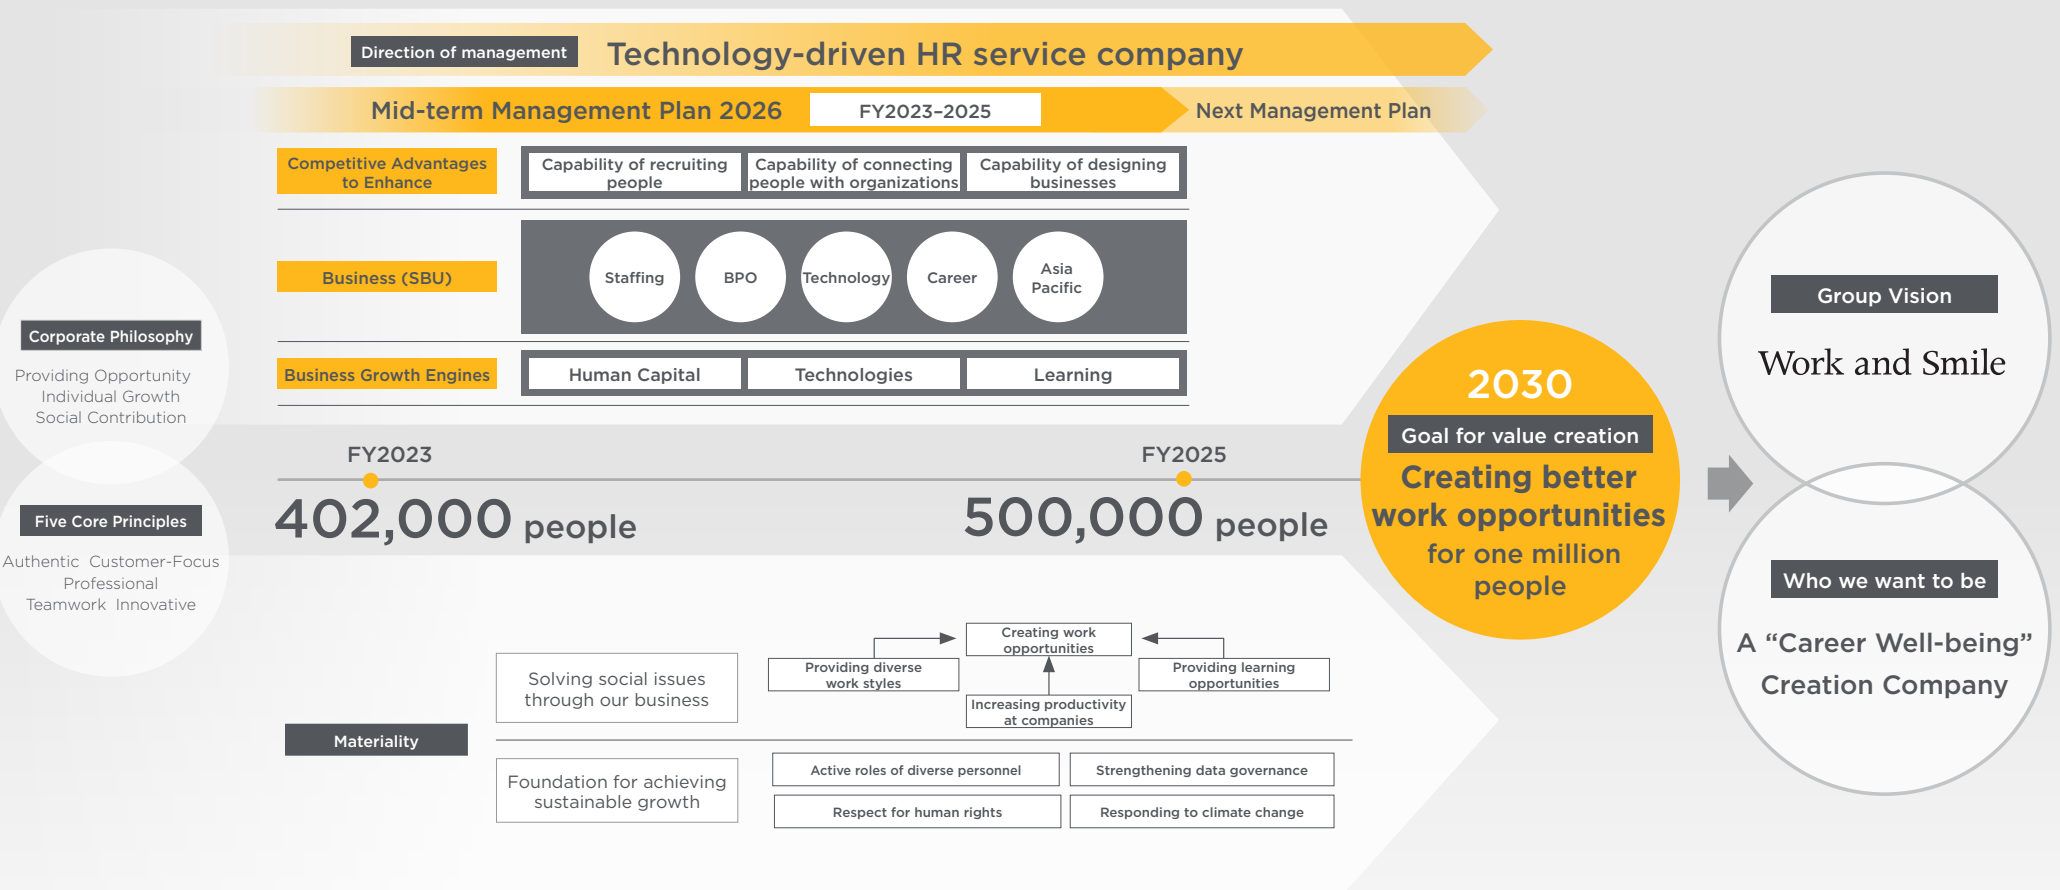 Direction of management
Technology-driven HR service company
Mid-term Management Plan 2026
FY2023–2025
Next Management Plan
Competitive Advantages
to Enhance
Capability of recruiting
people
Capability of connecting
people with organizations
Capability of designing
businesses
Business (SBU)
Staffing
BPO
Technology
Career
Asia
Pacific
Business Growth Engines
Human Capital
Technologies
Learning
Corporate Philosophy
Providing Opportunity
Individual Growth
Social Contribution
Five Core Principles
Authentic Customer-Focus
Professional
Teamwork Innovative
FY2023
402,000 people
FY2025
500,000 people
2030
Goal for value creation
Creating better
work opportunities
for one million
people
Materiality
Solving social issues
through our business
Creating work
opportunities
Providing diverse
work styles
Providing learning
opportunities
Increasing productivity
at companies
Foundation for achieving
sustainable growth
Active roles of diverse personnel
Strengthening data governance
Respect for human rights
Responding to climate change
Group Vision
Work and Smile
Who we want to be
A “Career Well-being”
Creation Company